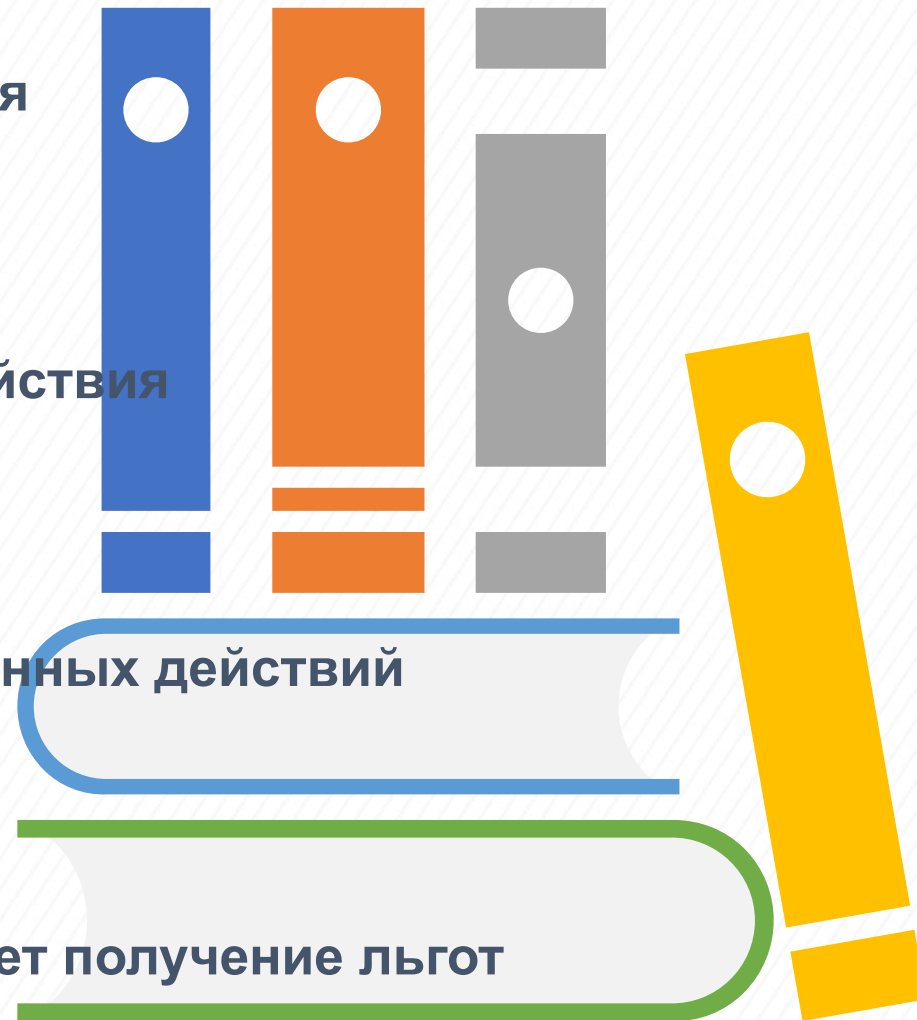 я
йствия
нных действий
ет получение льгот